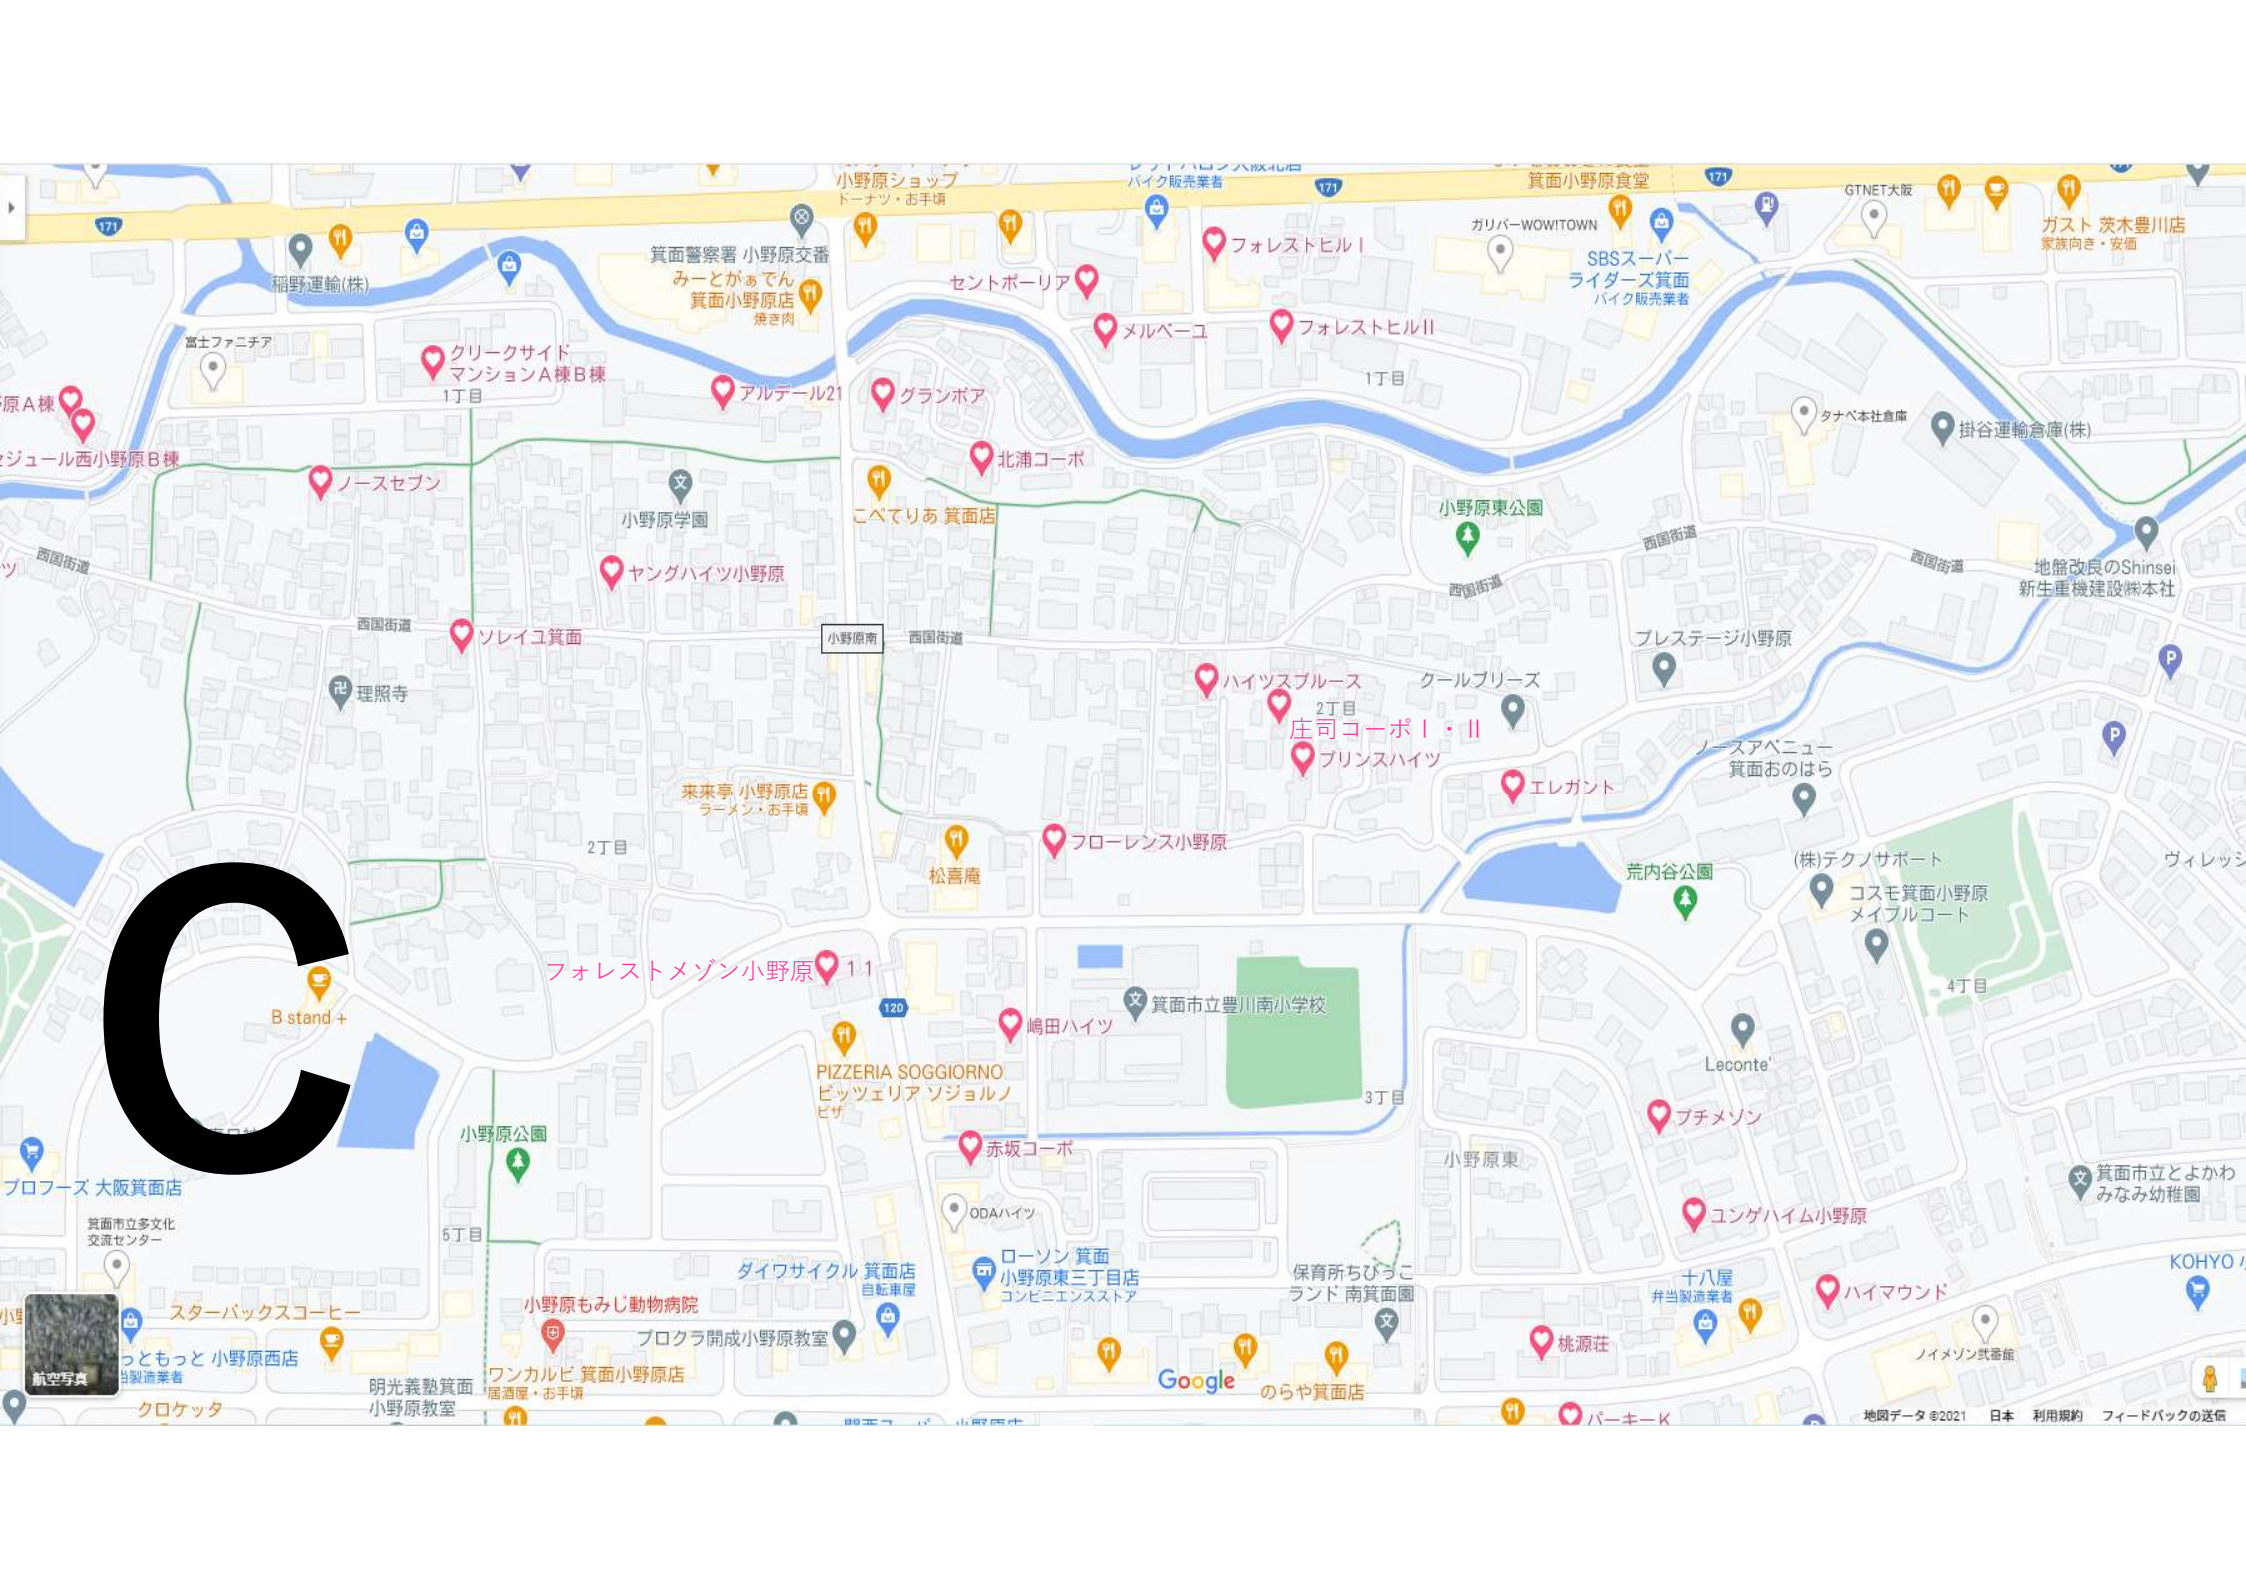 小野原ショップ
ドーナツ・お手頃
バイク販売業者
171
箕面小野原食堂
171
GTNET大阪
171
箕面警察署 小野原交番
フォレストヒルⅠ
ガリバーWOW!TOWN
ガスト 茨木豊川店
家族向き・安価
稲野運輸(株)
みーとがぁでん
箕面小野原店
焼き肉
セントポーリア
SBSスーパー
ライダーズ箕面
バイク販売業者
メルベーユ
フォレストヒルII
富士ファニチア
クリークサイド
マンションA棟B棟
1丁目
アルデール21
グランボア
1丁目
原A棟
タナベ本社倉庫
掛谷運輸倉庫(株)
ジュール西小野原B棟
ノースセブン
北浦コーポ
小野原学園
こぺてりあ 箕面店
小野原東公園
西国街道
西国街道
西国街道
ツ
ヤングハイツ小野原
西国街道
地盤改良のShinsei
新生重機建設㈱本社
西国街道
ソレイユ箕面
小野原南
西国街道
プレステージ小野原
理照寺
ハイツスプルース
クールブリーズ
2丁目
庄司コーポⅠ・Ⅱ
プリンスハイツ
ノースアベニュー
箕面おのはら
来来亭 小野原店
ラーメン・お手頃
エレガント
2丁目
フローレンス小野原
松喜庵
荒内谷公園
(株)テクノサポート
ヴィレッジ
コスモ箕面小野原
メイプルコート
C
フォレストメゾン小野原
11
B stand +
120
箕面市立豊川南小学校
4丁目
嶋田ハイツ
PIZZERIA SOGGIORNO
ピッツェリア ソジョルノ
ピザ
Leconte'
3丁目
プチメゾン
小野原公園
赤坂コーポ
小野原東
プロフーズ 大阪箕面店
箕面市立とよかわ
みなみ幼稚園
箕面市立多文化
交流センター
ODAハイツ
ユンゲハイム小野原
5丁目
ローソン 箕面
小野原東三丁目店
コンビニエンスストア
ダイワサイクル 箕面店
自転車屋
保育所ちびっこ
ランド 南箕面園
KOHYO
十八屋
弁当製造業者
ハイマウンド
スターバックスコーヒー
小野原もみじ動物病院
プロクラ開成小野原教室
桃源荘
ノイメゾン弐番館
っともっと 小野原西店
当製造業者
航空写真
ワンカルビ 箕面小野原店
居酒屋・お手頃
明光義塾箕面
小野原教室
Google
のらや箕面店
クロケッタ
パーキーK
地図データ ©2021 日本 利用規約 フィードバックの送信